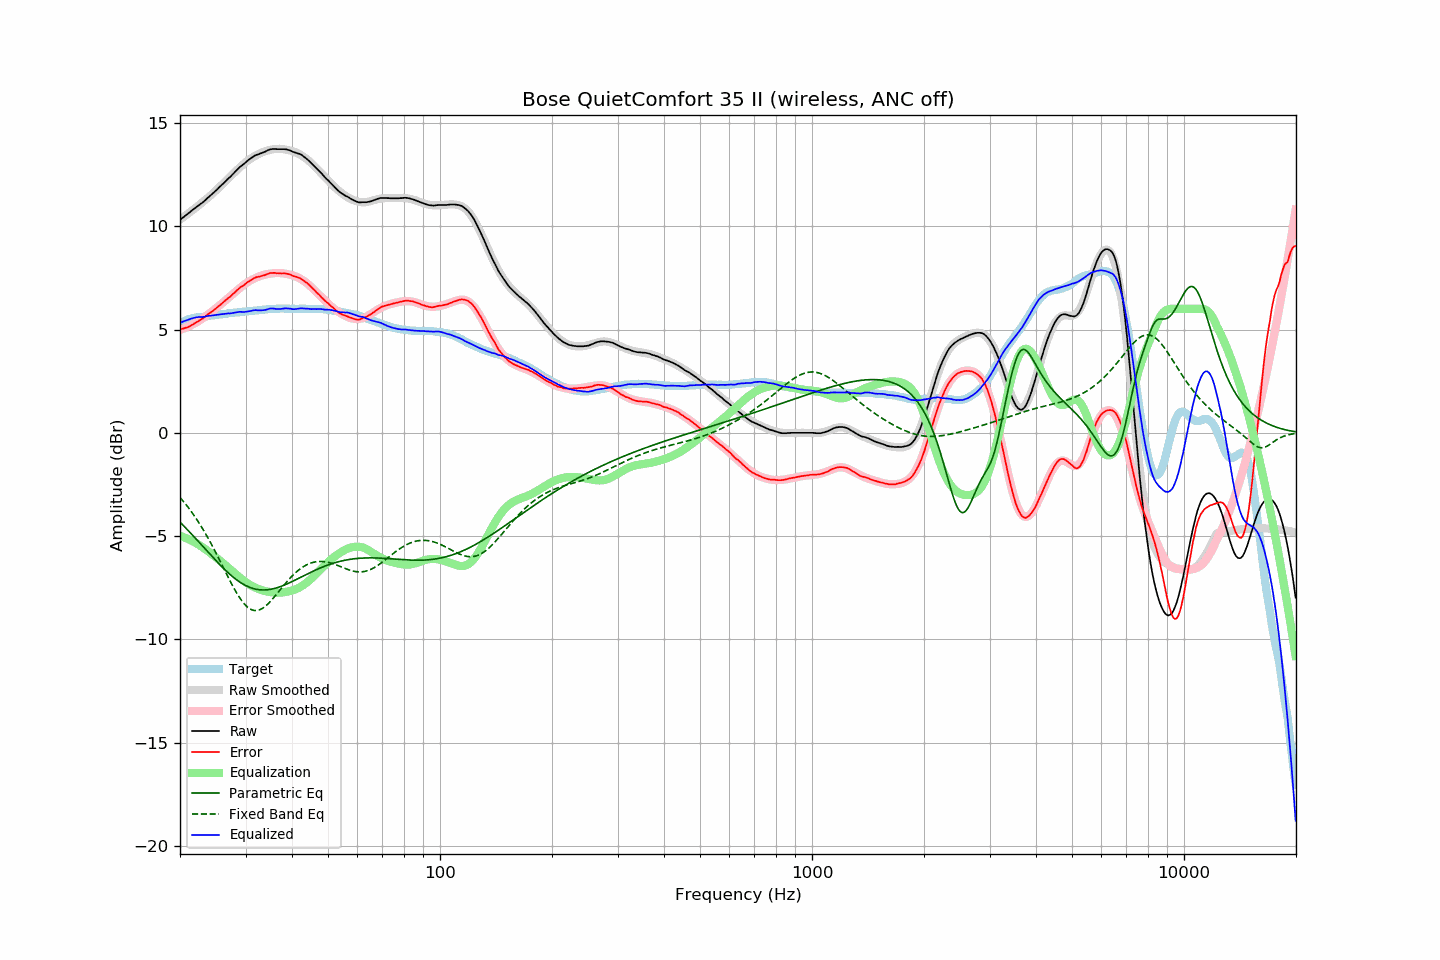 Bose QuietComfort 35 II (wireless, ANC off)
15
10
5
0
−5
−10
−15
−20
Amplitude (dBr)
Target
Raw Smoothed
Error Smoothed
Raw
Error
Equalization
Parametric Eq
Fixed Band Eq
Equalized
100
1000
10000
Frequency (Hz)